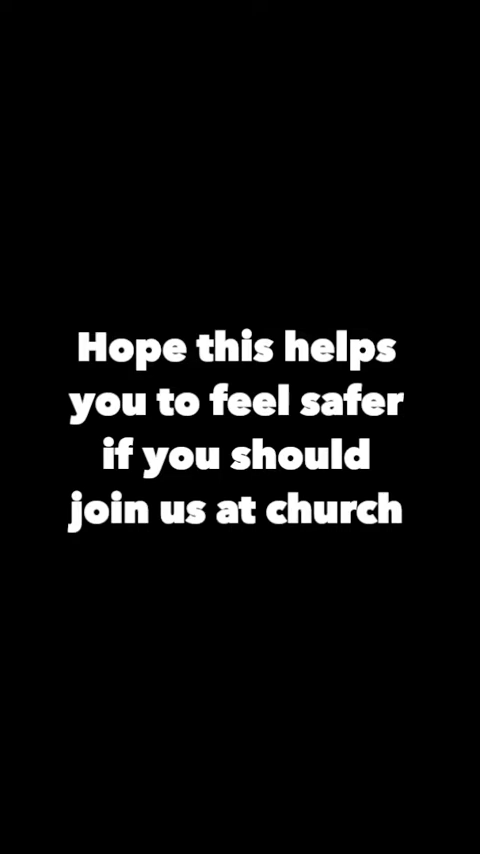 Hope this helps
you to feel safer
if you should
join us at church